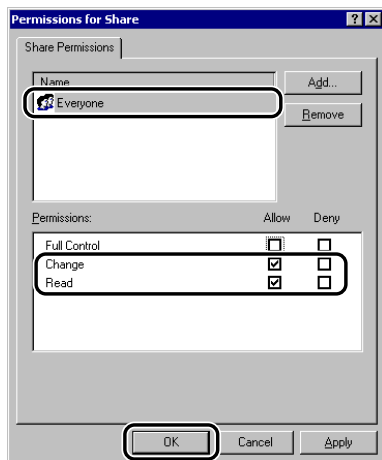 Permissions for Share
Share Permissions
Name
Add...
Everyone
Remove
Permissions: Allow Deny
Full Control
Change
Read
OK Cancel Apply